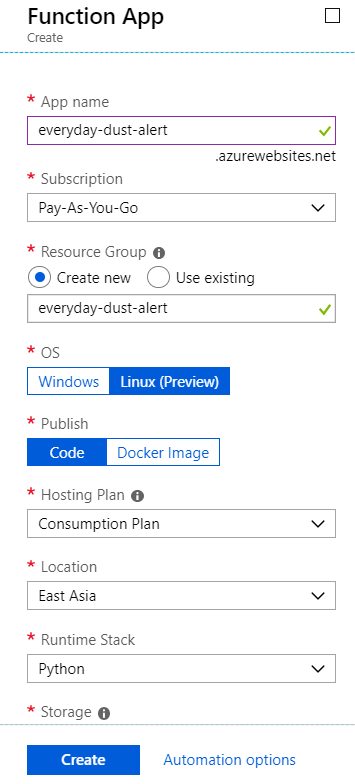 Function App
Create
* App name
everyday-dust-alert
.azurewebsites.net
* Subscription
Pay-As-You-Go
* Resource Group
Create new Use existing
everyday-dust-alert
* OS
Windows Linux (Preview)
* Publish
Code Docker Image
* Hosting Plan
Consumption Plan
* Location
East Asia
* Runtime Stack
Python
* Storage
Create Automation options